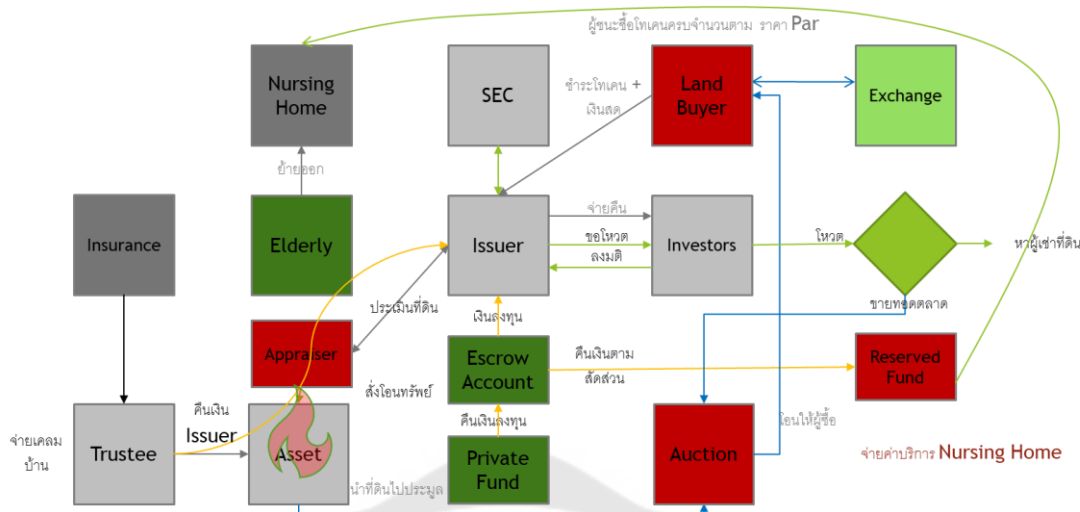 ผู้ชนะซื้อโทเคนครบจำนวนตาม ราคา Par
Nursing
Home
SEC
ชำระโทเคน +
เงินสด
Land
Buyer
Exchange
ย้ายออก
Insurance
Elderly
Issuer
จ่ายคืน
ขอโหวต
ลงมติ
Investors
โหวต
หาผู้เช่าที่ดิน
ประเมินที่ดิน
เงินลงทุน
ขายทอดตลาด
Appraiser
สั่งโอนทรัพย์
Escrow
Account
คืนเงินตาม
สัดส่วน
Reserved
Fund
จ่ายเคลม
บ้าน
Trustee
คืนเงิน
Issuer
Asset
คืนเงินลงทุน
Private
Fund
Auction
โอนให้ผู้ซื้อ
จ่ายค่าบริการ Nursing Home
นำที่ดินไปประมูล